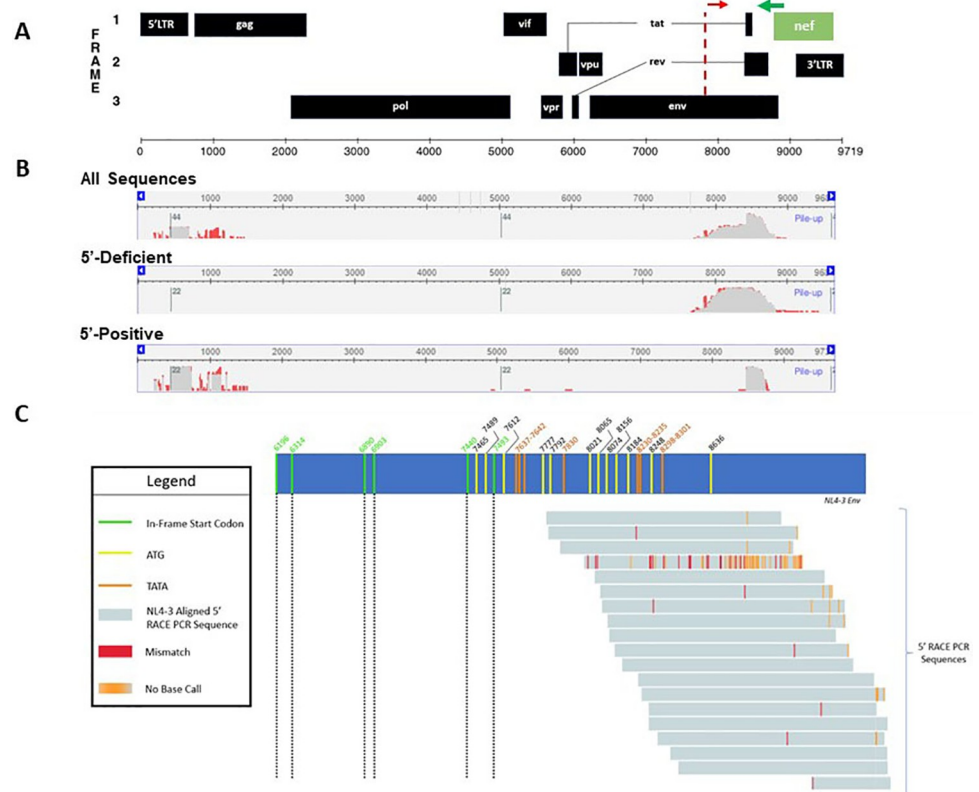 A
FRAME
1
5'LTR
gag
vif
tat
nef
2
vpu
rev
3'LTR
3
pol
vpr
env
0 1000 2000 3000 4000 5000 6000 7000 8000 9000 9719
B
All Sequences
1000 2000 3000 4000 5000 6000 7000 8000 9000
44 44 Pile-up
5'-Deficient
1000 2000 3000 4000 5000 6000 7000 8000 9000
22 22 Pile-up
5'-Positive
1000 2000 3000 4000 5000 6000 7000 8000 9000
22 22 Pile-up
C
6196 6314 6890 6903 7440 7465 7489 7493 7612 7637-7642 7777 7792 7830 8021 8065 8074 8156 8184 8230-8235 8248 8298-8301 8636
NL4-3 Env
Legend
In-Frame Start Codon
ATG
TATA
NL4-3 Aligned 5'
RACE PCR Sequence
Mismatch
No Base Call
5' RACE PCR
Sequences